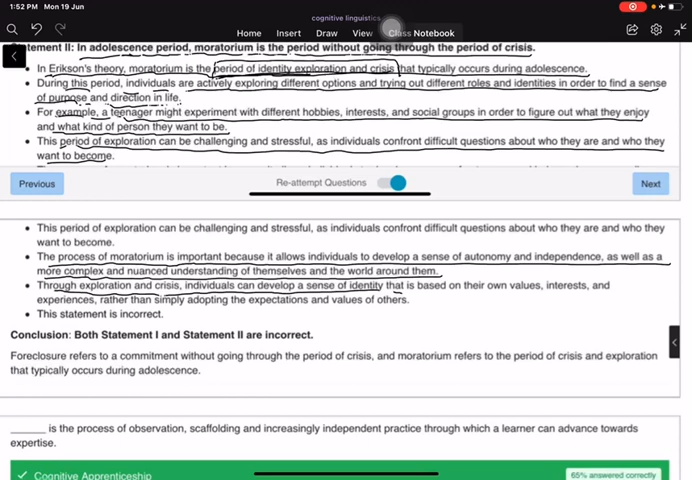 1:52 PM Mon 19 Jun
cognitive linguistics
Home Insert Draw View Class Notebook
tement II: In adolescence period, moratorium is the period without going through the period of crisis.
• In Erikson's theory, moratorium is the period of identity exploration and crisis that typically occurs during adolescence.
• During this period, individuals are actively exploring different options and trying out different roles and identities in order to find a sense
of purpose and direction in life.
• For example, a teenager might experiment with different hobbies, interests, and social groups in order to figure out what they enjoy
and what kind of person they want to be.
• This period of exploration can be challenging and stressful, as individuals confront difficult questions about who they are and who they
want to become.
Previous Re-attempt Questions Next
• This period of exploration can be challenging and stressful, as individuals confront difficult questions about who they are and who they
want to become.
• The process of moratorium is important because it allows individuals to develop a sense of autonomy and independence, as well as a
more complex and nuanced understanding of themselves and the world around them.
• Through exploration and crisis, individuals can develop a sense of identity that is based on their own values, interests, and
experiences, rather than simply adopting the expectations and values of others.
• This statement is incorrect.
Conclusion: Both Statement I and Statement II are incorrect.
Foreclosure refers to a commitment without going through the period of crisis, and moratorium refers to the period of crisis and exploration
that typically occurs during adolescence.
______ is the process of observation, scaffolding and increasingly independent practice through which a learner can advance towards
expertise.
✓ Cognitive Apprenticeship 65% answered correctly